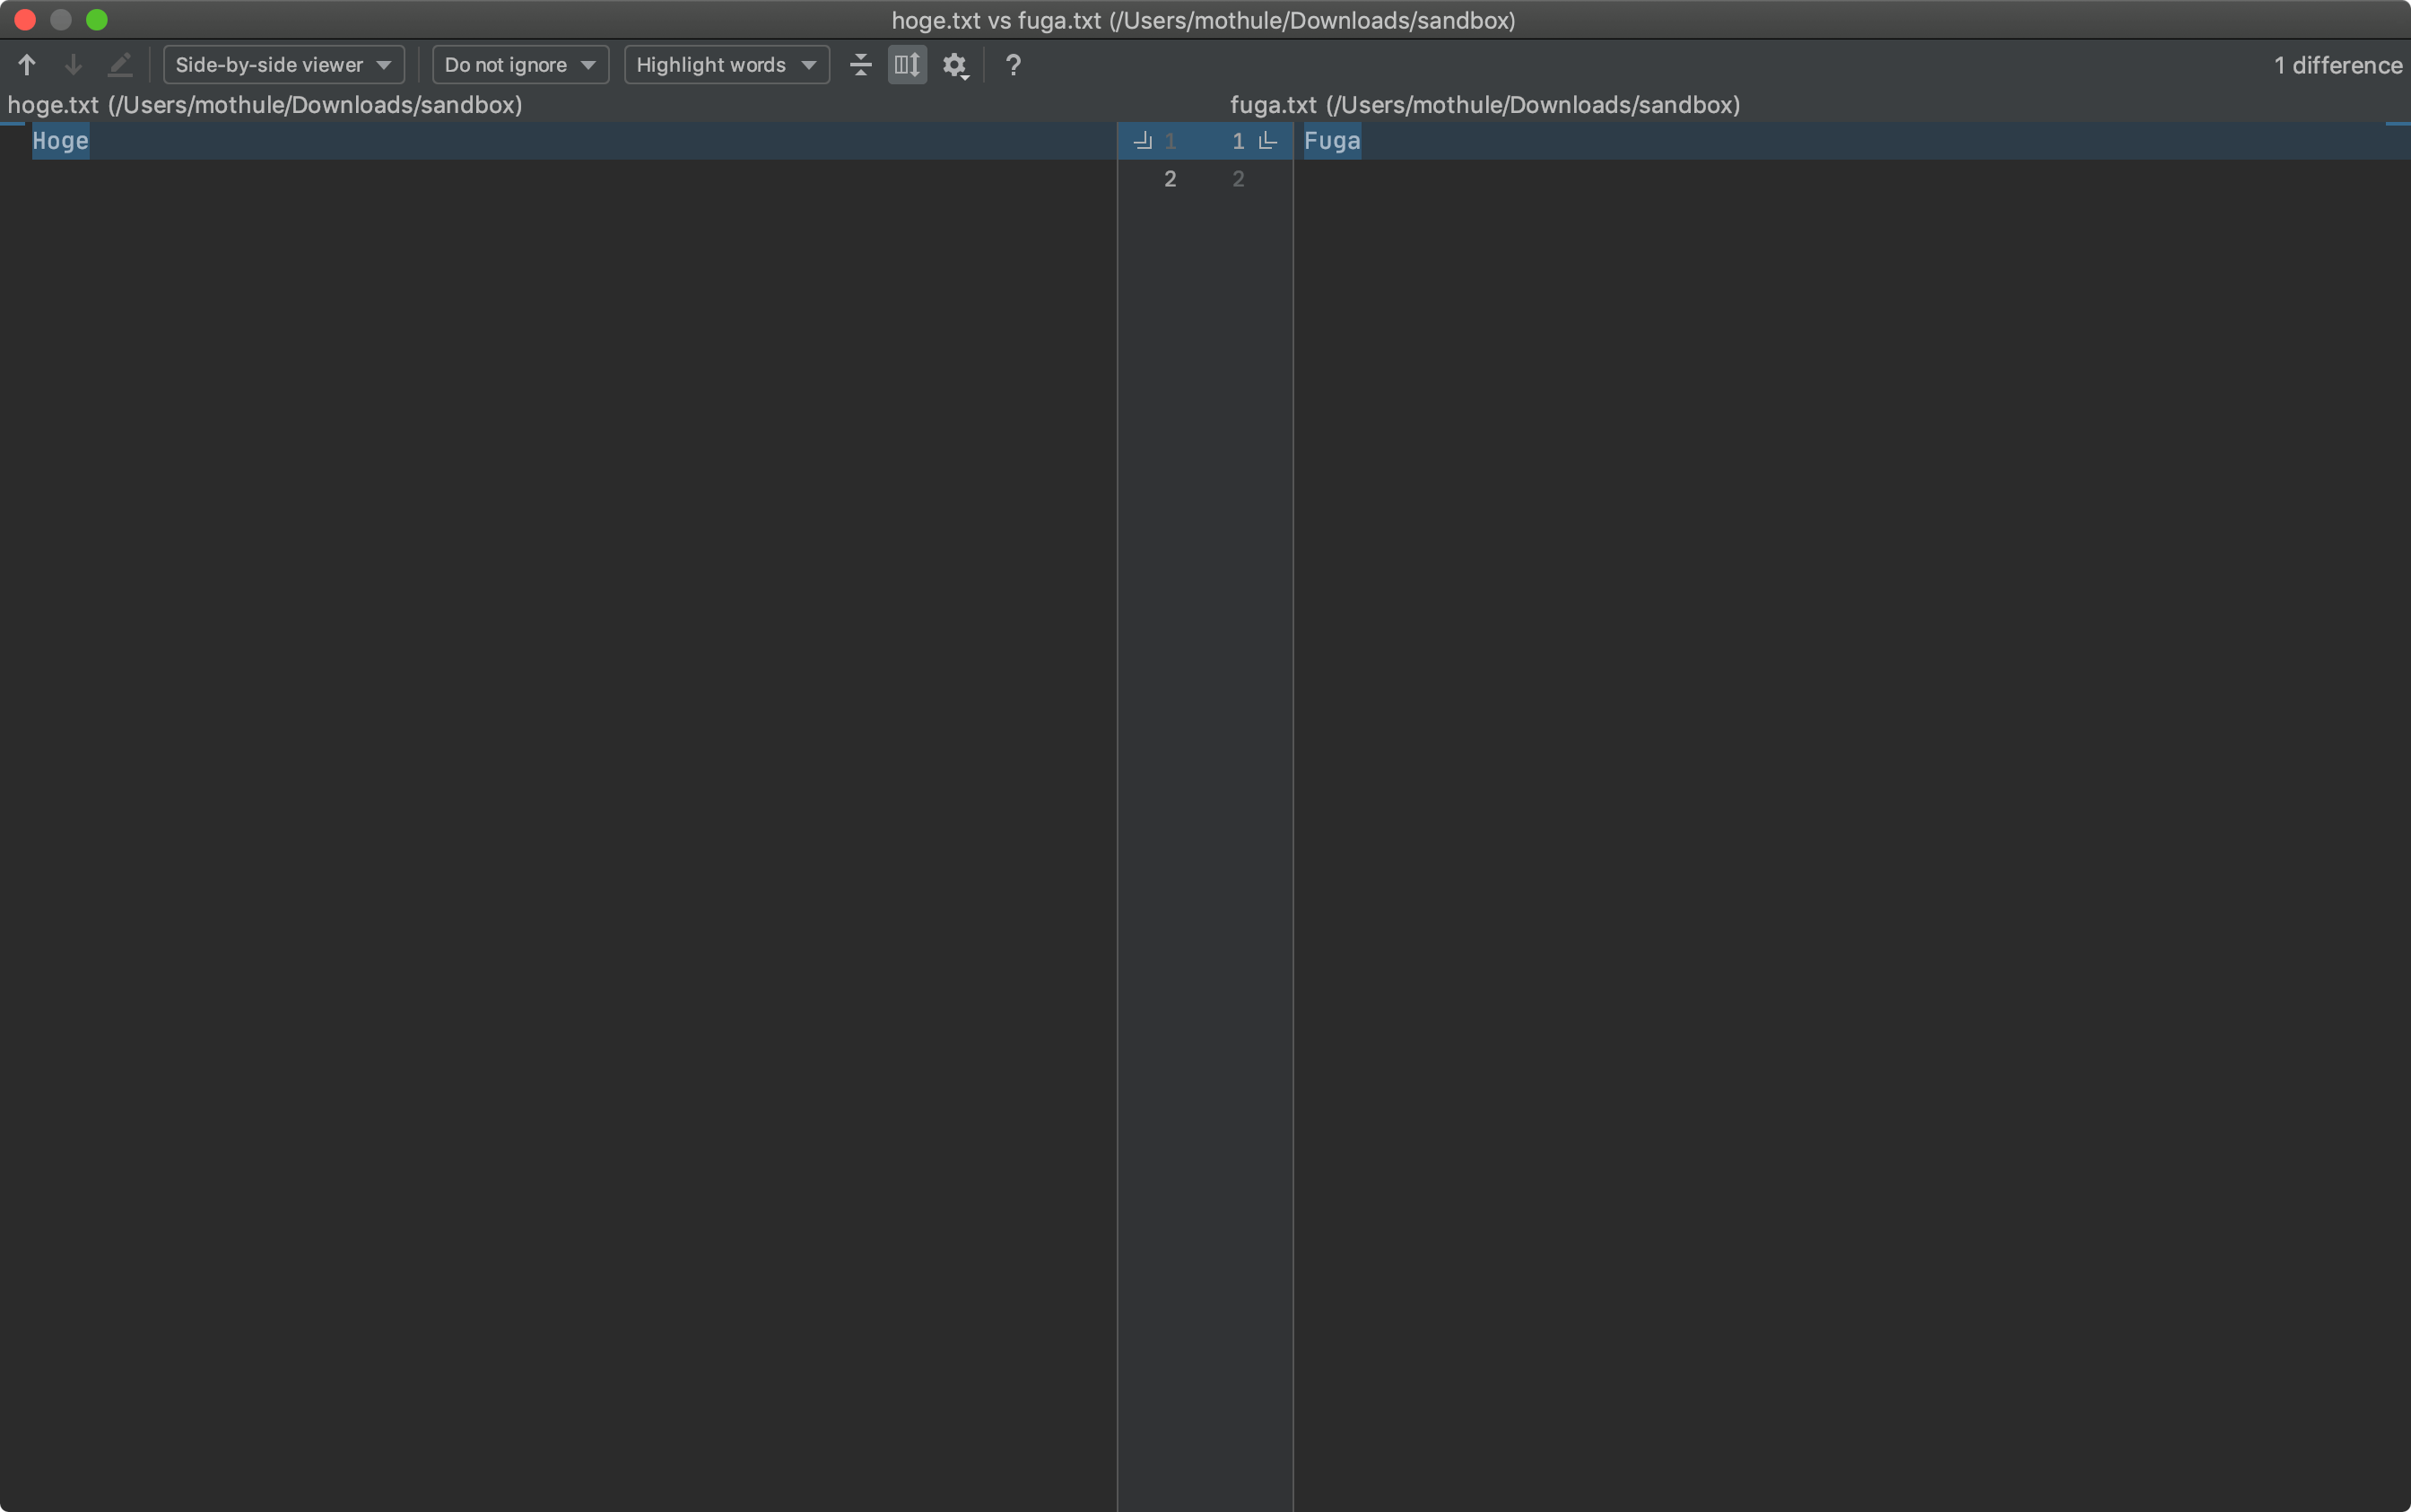 hoge.txt vs fuga.txt (/Users/mothule/Downloads/sandbox)
Side-by-side viewer Do not ignore Highlight words ? 1 difference
hoge.txt (/Users/mothule/Downloads/sandbox) fuga.txt (/Users/mothule/Downloads/sandbox)
Hoge 1 1 Fuga
2 2